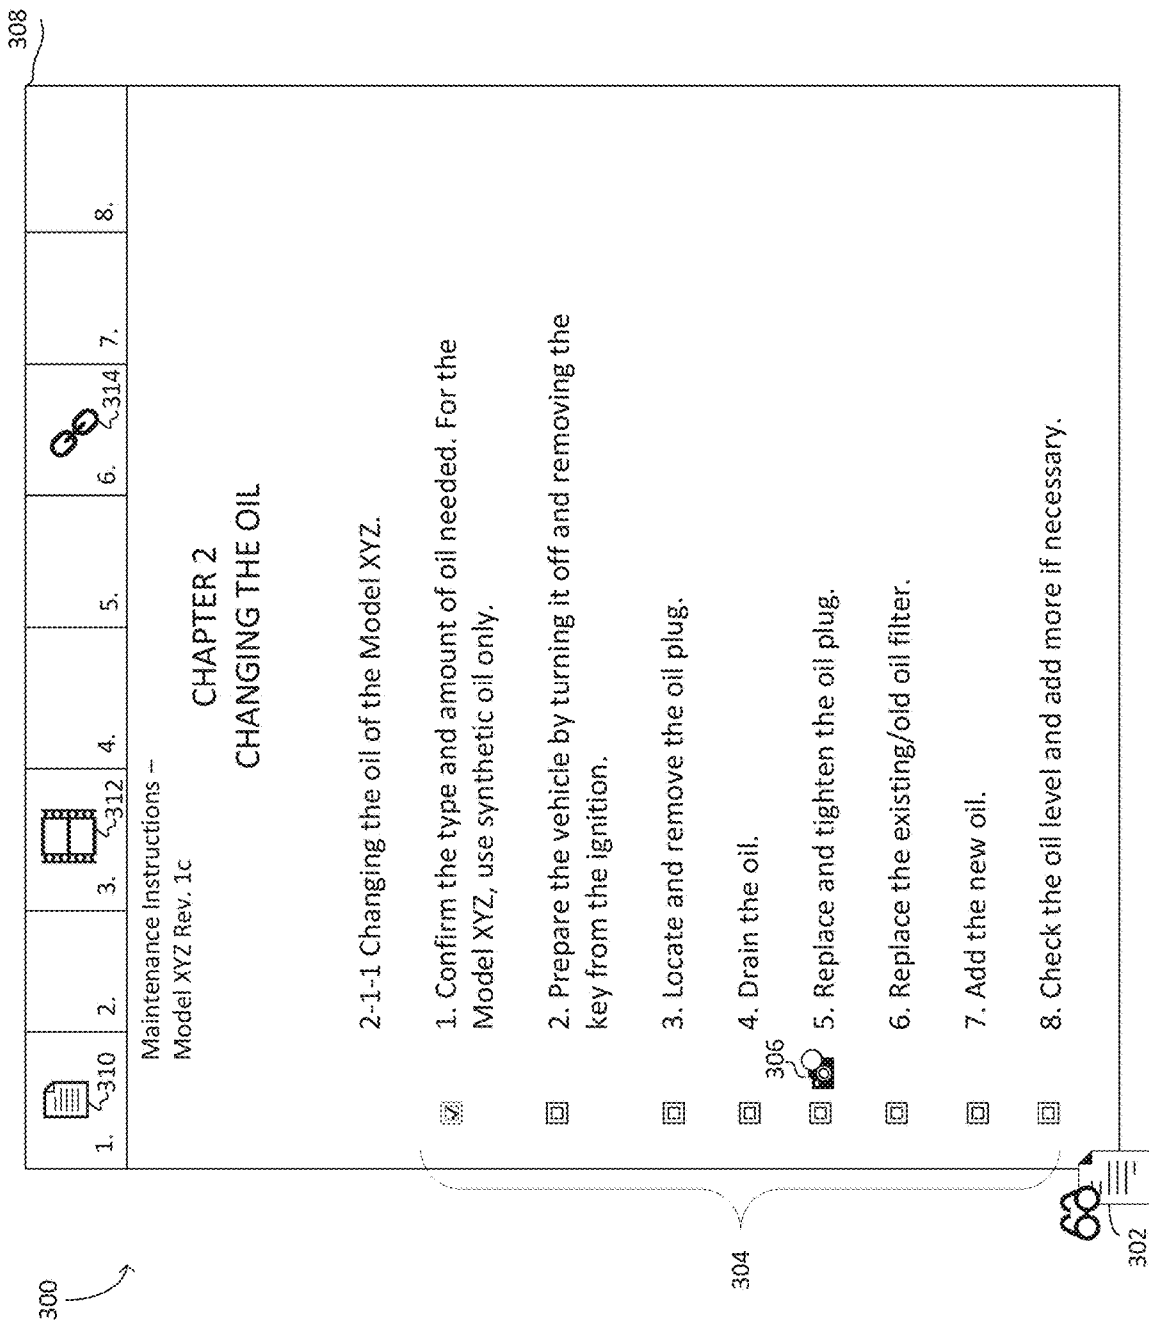 300
308
1.
310
2.
3.
312
4.
5.
6.
314
7.
8.
Maintenance Instructions –
Model XYZ Rev. 1c
CHAPTER 2
CHANGING THE OIL
2-1-1 Changing the oil of the Model XYZ.
1. Confirm the type and amount of oil needed. For the
Model XYZ, use synthetic oil only.
2. Prepare the vehicle by turning it off and removing the
key from the ignition.
3. Locate and remove the oil plug.
4. Drain the oil.
306
5. Replace and tighten the oil plug.
6. Replace the existing/old oil filter.
7. Add the new oil.
8. Check the oil level and add more if necessary.
304
302